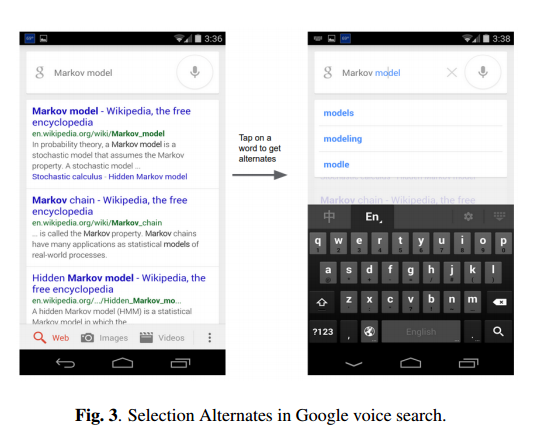 3:36
g Markov model
Markov model - Wikipedia, the free
encyclopedia
en.wikipedia.org/wiki/Markov_model
In probability theory, a Markov model is a
stochastic model that assumes the Markov
property. A stochastic model ...
Stochastic calculus - Hidden Markov model
Markov chain - Wikipedia, the free
encyclopedia
en.wikipedia.org/wiki/Markov_chain
... is called the Markov property. Markov chains
have many applications as statistical models of
real-world processes.
Hidden Markov model - Wikipedia, the
free encyclopedia
en.wikipedia.org/.../Hidden_Markov_mo...
A hidden Markov model (HMM) is a statistical
Markov model in which the
Web Images Videos
Tap on a
word to get
alternates
3:38
g Markov model
models
modeling
modle
Markov chain - Wikipedia, the free
中 En
q w e r t y u i o p
a s d f g h j k l
z x c v b n m
?123 , English .
Fig. 3. Selection Alternates in Google voice search.